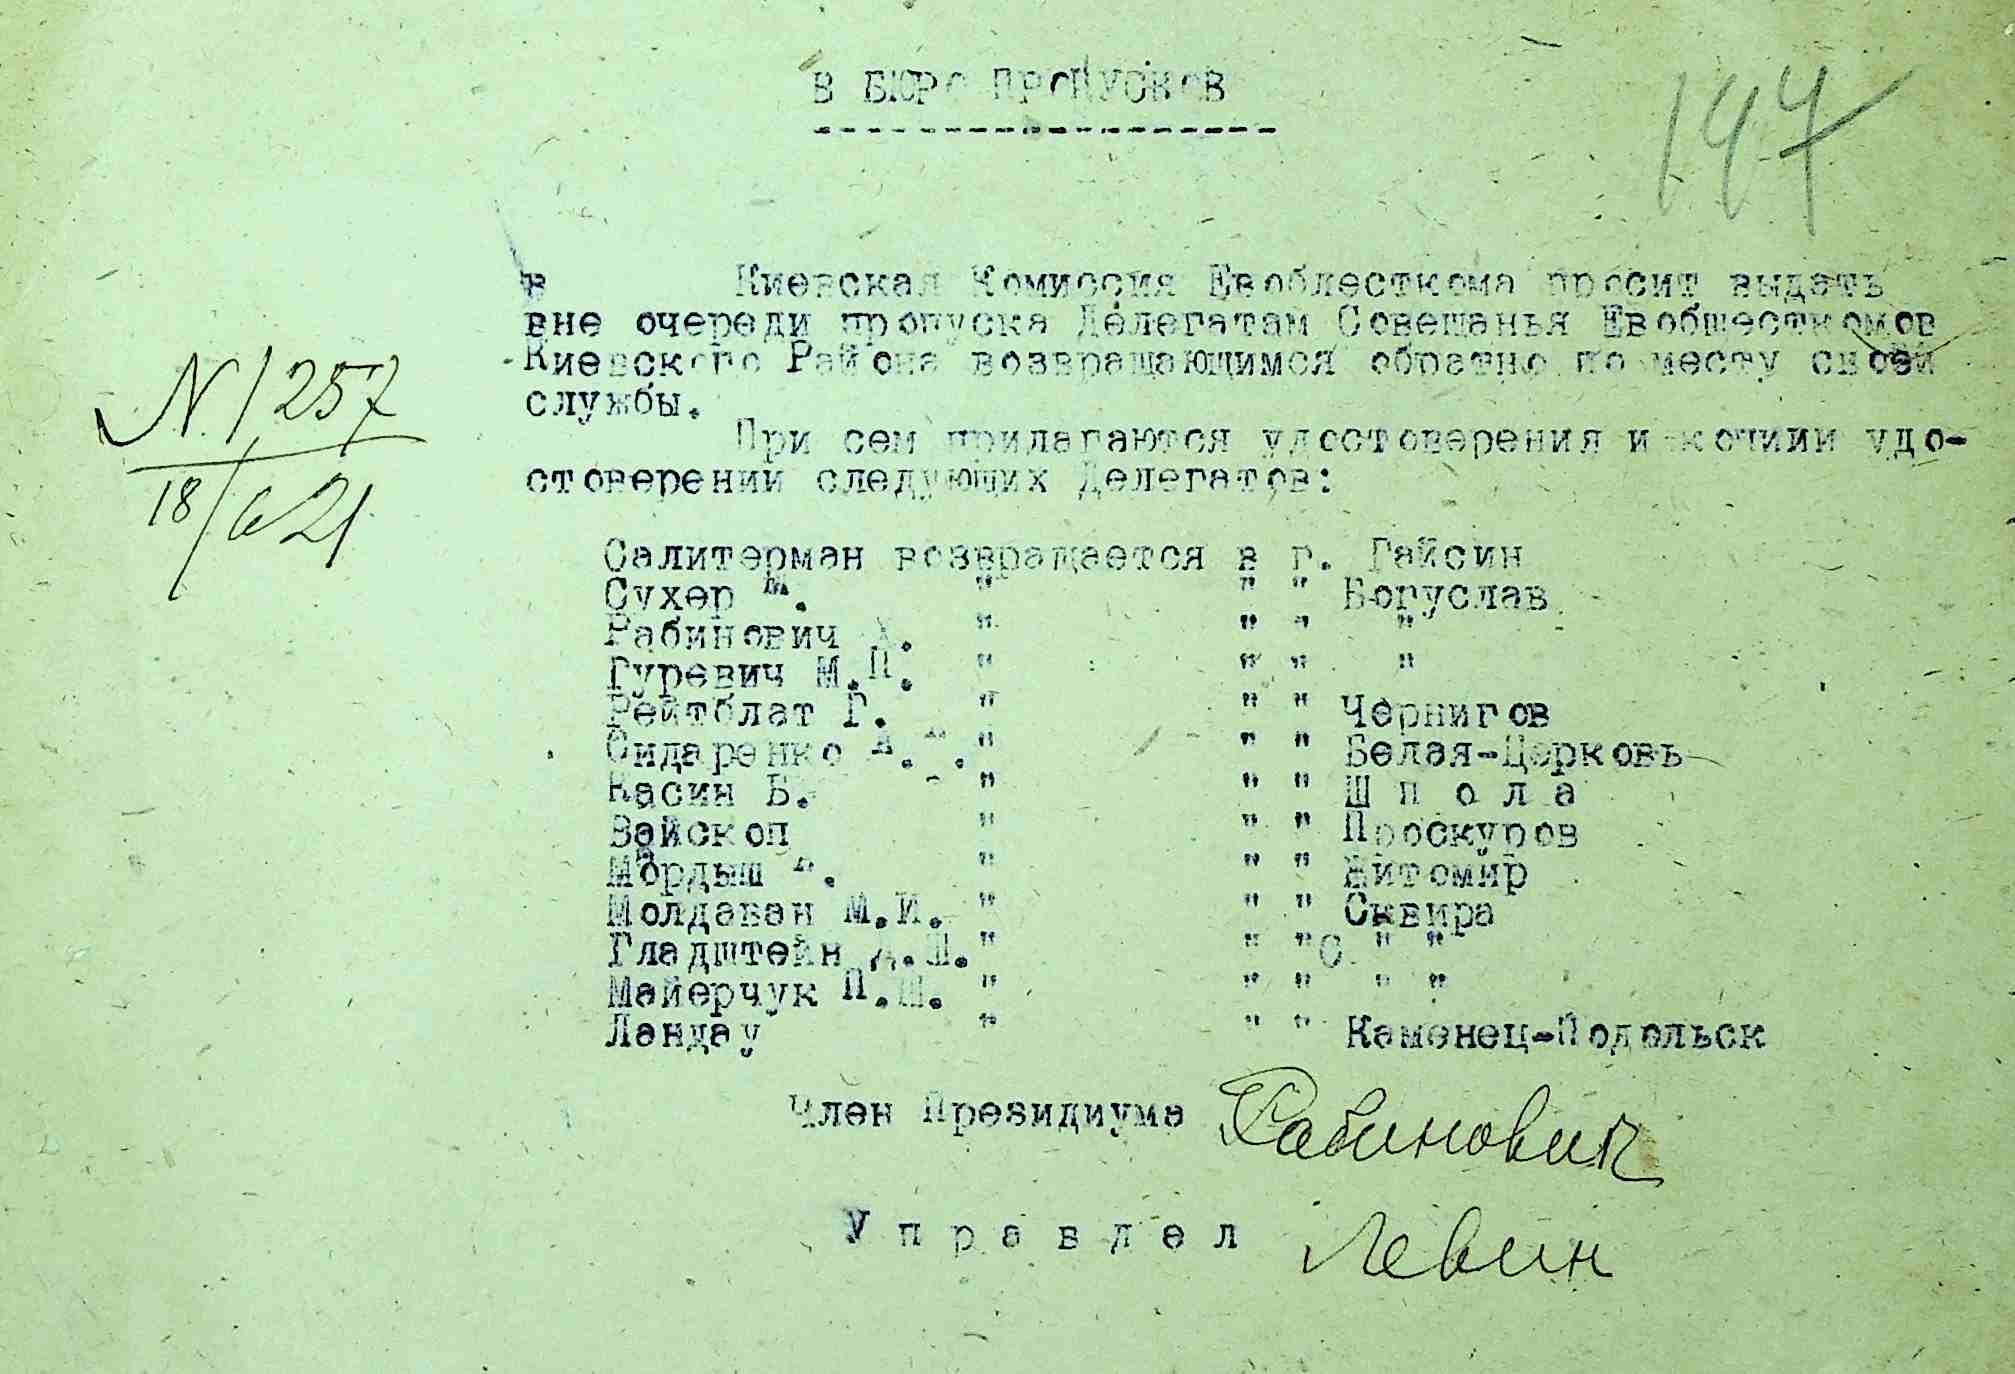 В БЮРО ПРОПУСКОВ
147
в Киевская Комиссия Евоблесткома просит выдать
вне очереди пропуска Делегатам Совещанья Евобшесткомов
Киевского Района возвращающимся обратно по месту своей
службы.
№ 1257
18/6 21
При сем прилагаются удостоверения и кочпии удо-
стоверений следующих Делегатов:
Салитерман возвращается в г. Гайсин
Сухер М. " " " Богуслав
Рабинович " " " "
Гуревич М.П. " " " "
Рейтблат Г. " " " Чернигов
Сидаренко " " " Белая-Церковь
Касин Б. " " " Шпола
Вайскоп " " " Проскуров
Мордыш " " " Житомир
Молдаван М.И. " " " Сквира
Гладштейн Ш. " " "С " "
Майерчук П.Ш. " " " " "
Ландау " " " Каменец-Подольск
Член Президиума Рабинович
Управдел Левин